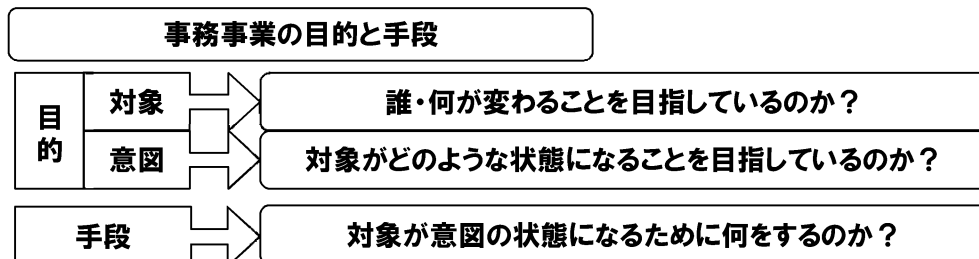 事務事業の目的と手段
目的
対象
誰・何が変わることを目指しているのか？
意図
対象がどのような状態になることを目指しているのか？
手段
対象が意図の状態になるために何をするのか？